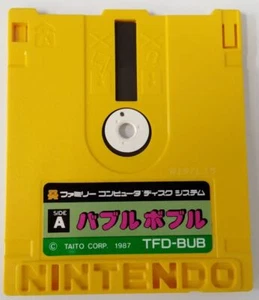 ファミリー コンピュータ ディスク システム
SIDE
A
バブルボブル
© TAITO CORP. 1987 TFD-BUB
NINTENDO